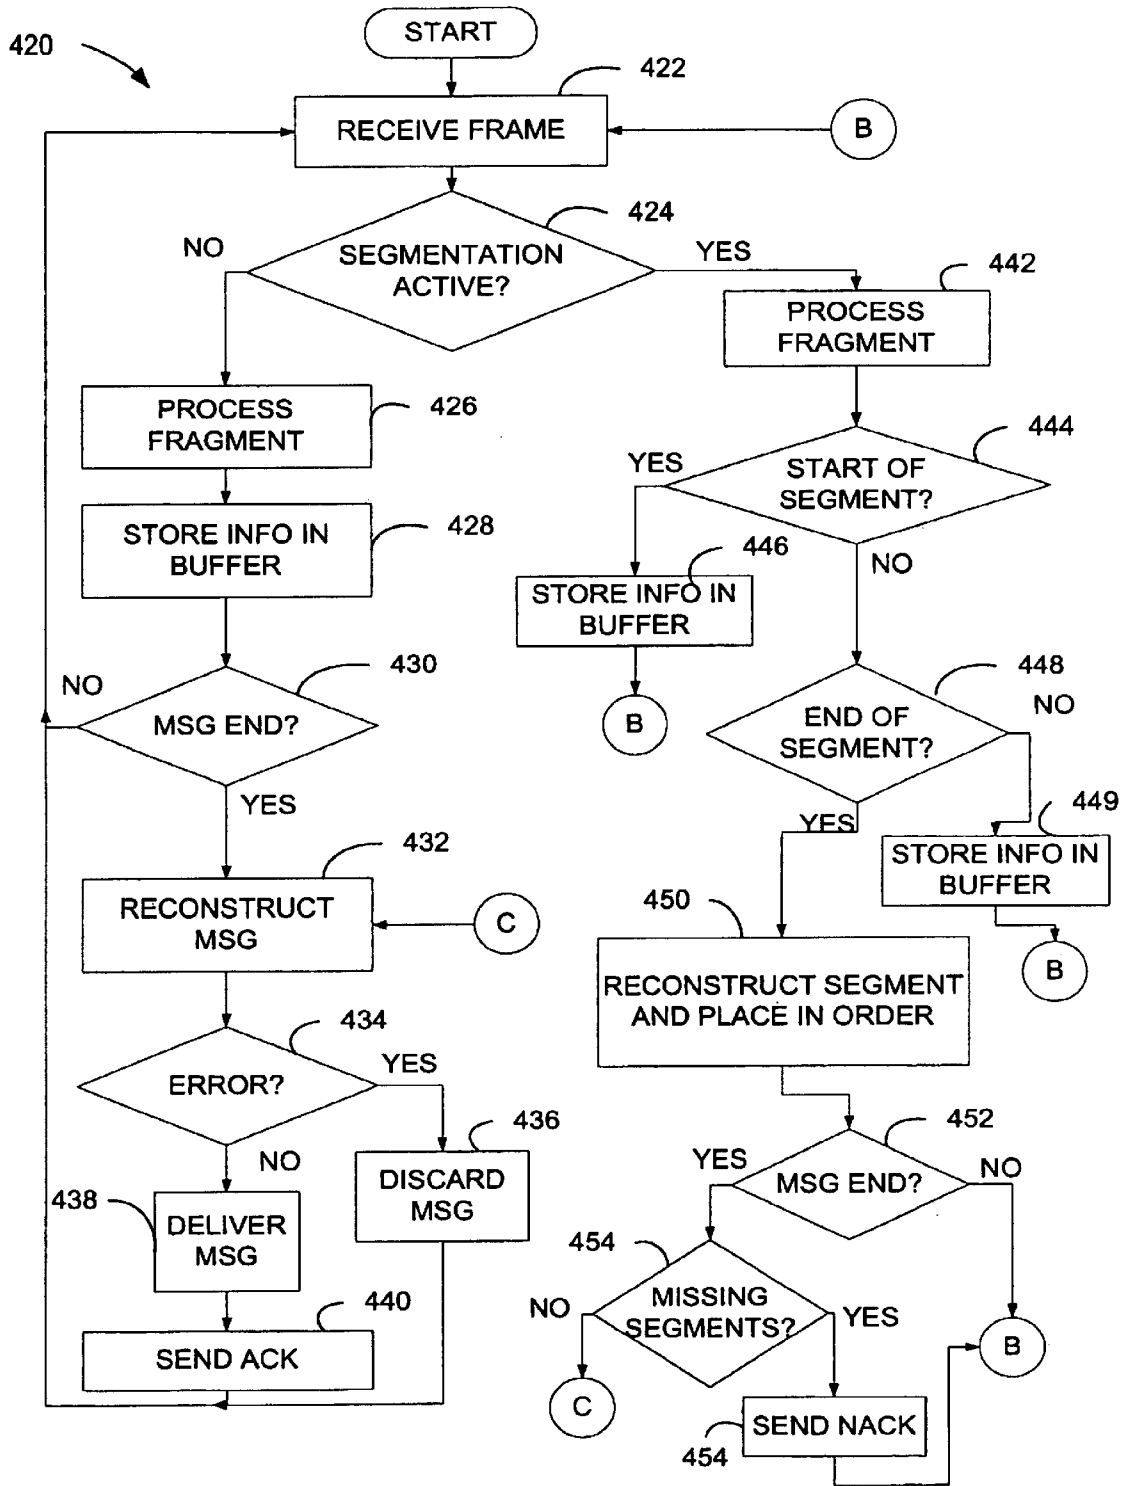 START
420
422
RECEIVE FRAME
B
424
NO
SEGMENTATION
ACTIVE?
YES
442
PROCESS
FRAGMENT
426
PROCESS
FRAGMENT
444
YES
START OF
SEGMENT?
428
STORE INFO IN
BUFFER
446
NO
STORE INFO IN
BUFFER
430
NO
MSG END?
448
NO
B
END OF
SEGMENT?
YES
YES
449
STORE INFO IN
BUFFER
432
RECONSTRUCT
MSG
C
450
B
RECONSTRUCT SEGMENT
AND PLACE IN ORDER
434
YES
ERROR?
436
452
NO
DISCARD
MSG
YES
MSG END?
NO
438
DELIVER
MSG
454
MISSING
SEGMENTS?
NO
YES
440
SEND ACK
B
C
SEND NACK
454